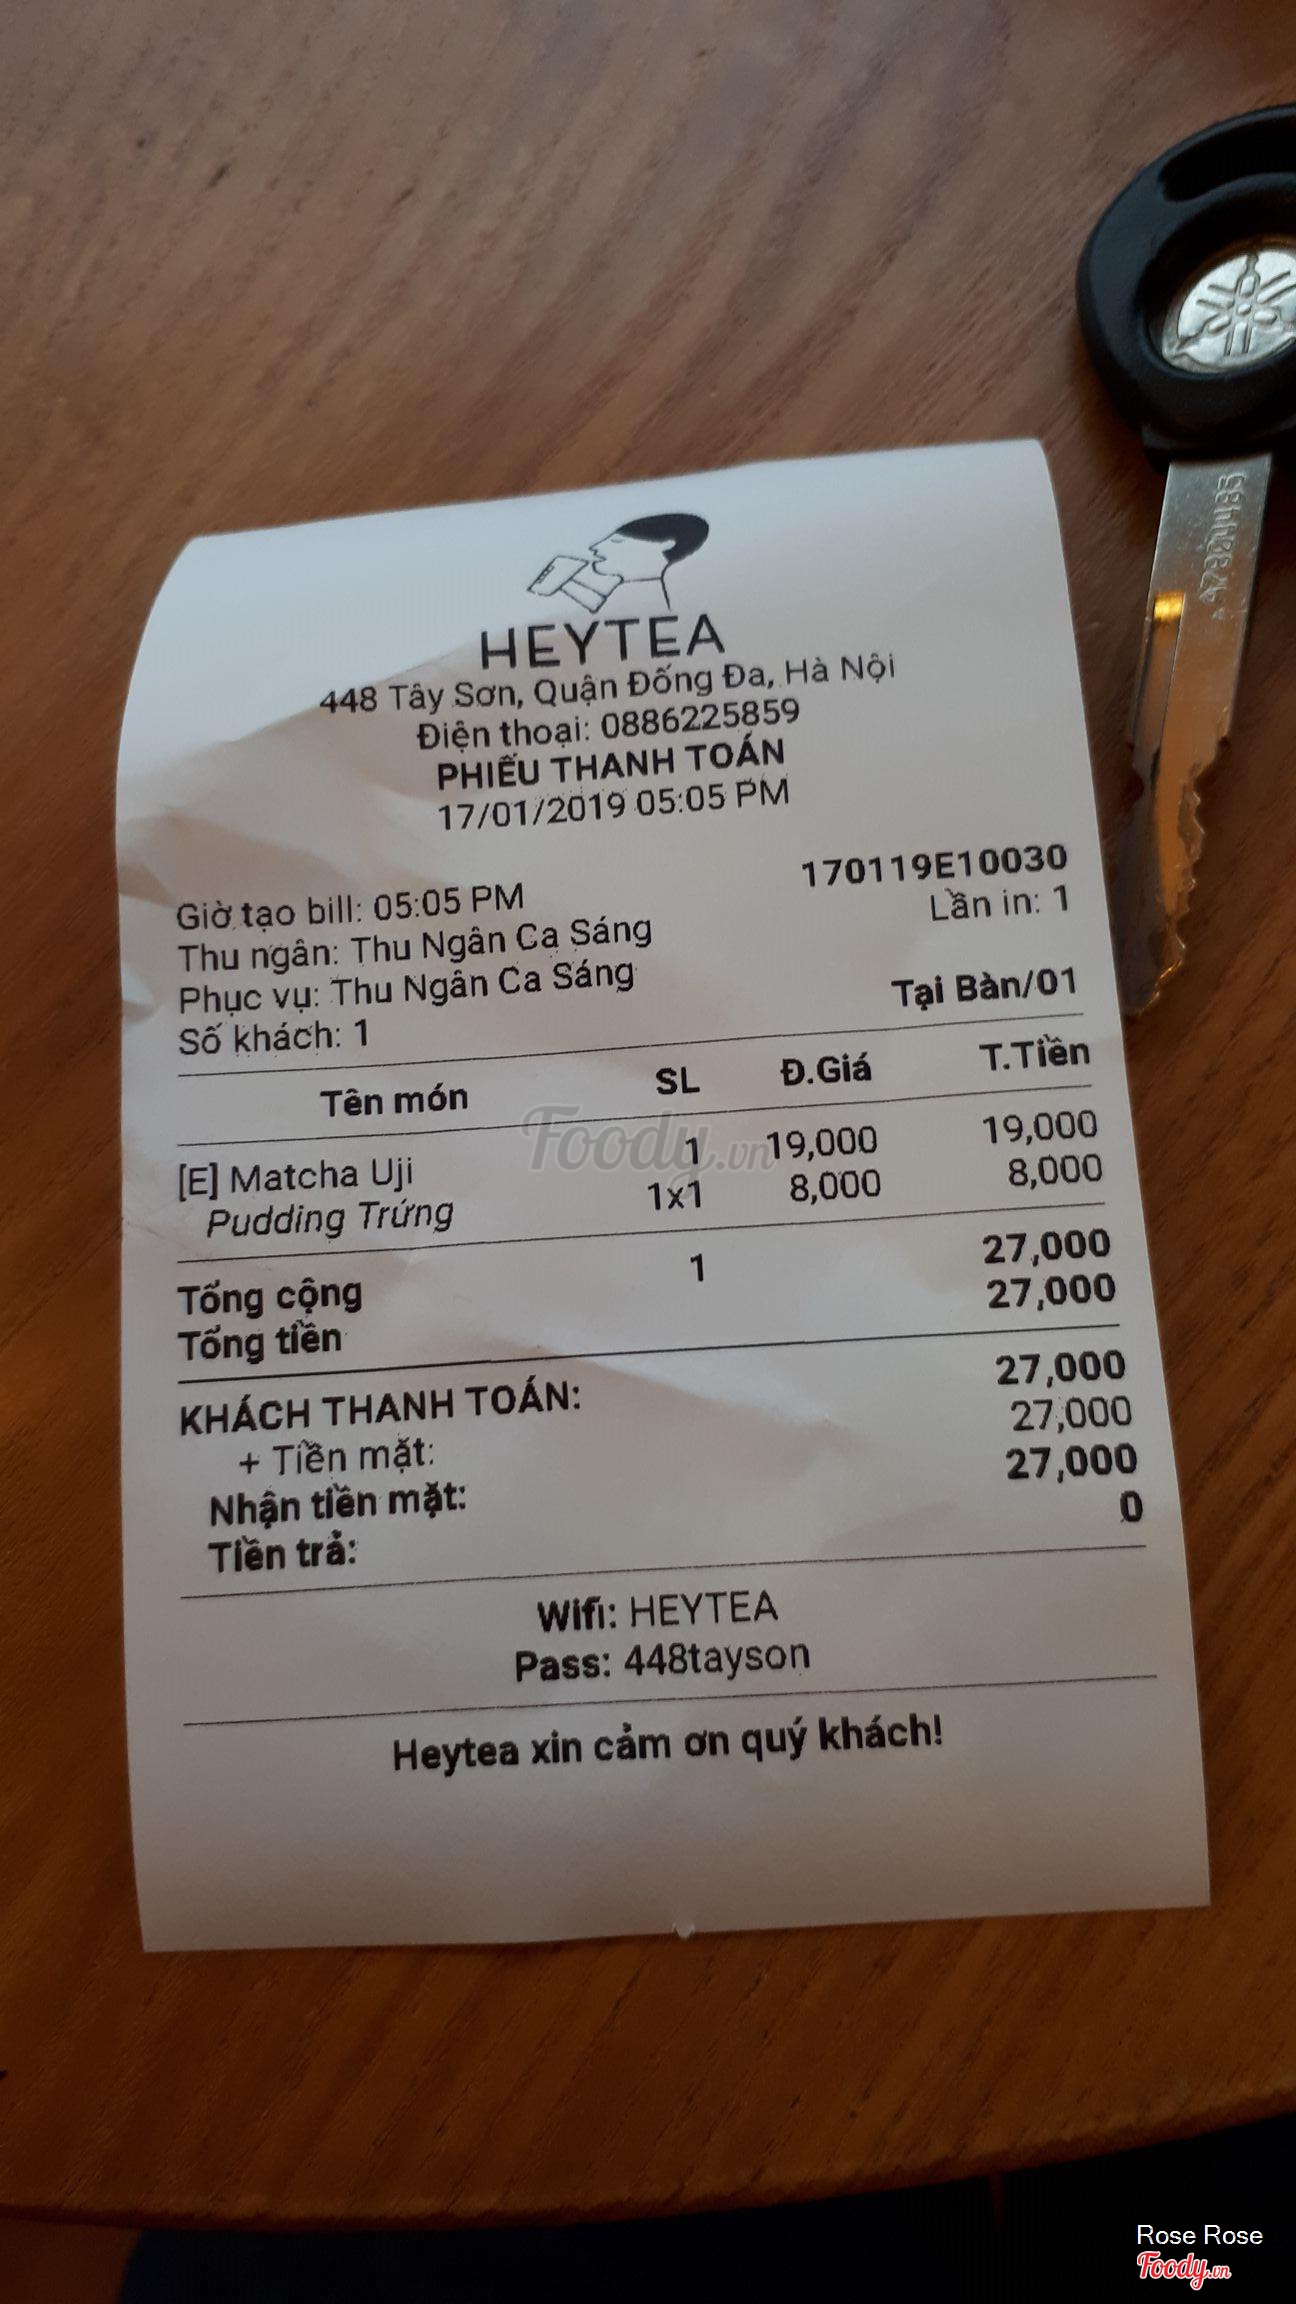 HEYTEA
448 Tây Sơn, Quận Đống Đa, Hà Nội
Điện thoại: 0886225859
PHIẾU THANH TOÁN
17/01/2019 05:05 PM
170119E10030
Giờ tạo bill: 05:05 PM
Lần in: 1
Thu ngân: Thu Ngân Ca Sáng
Phục vụ: Thu Ngân Ca Sáng
Tại Bàn/01
Số khách: 1
Tên món SL Đ.Giá T.Tiền
[E] Matcha Uji 1 19,000 19,000
Pudding Trứng 1x1 8,000 8,000
Tổng cộng 1 27,000
Tổng tiền 27,000
KHÁCH THANH TOÁN: 27,000
+ Tiền mặt: 27,000
Nhận tiền mặt: 27,000
Tiền trả: 0
Wifi: HEYTEA
Pass: 448tayson
Heytea xin cảm ơn quý khách!
Foody.vn
Rose Rose
Foody.vn